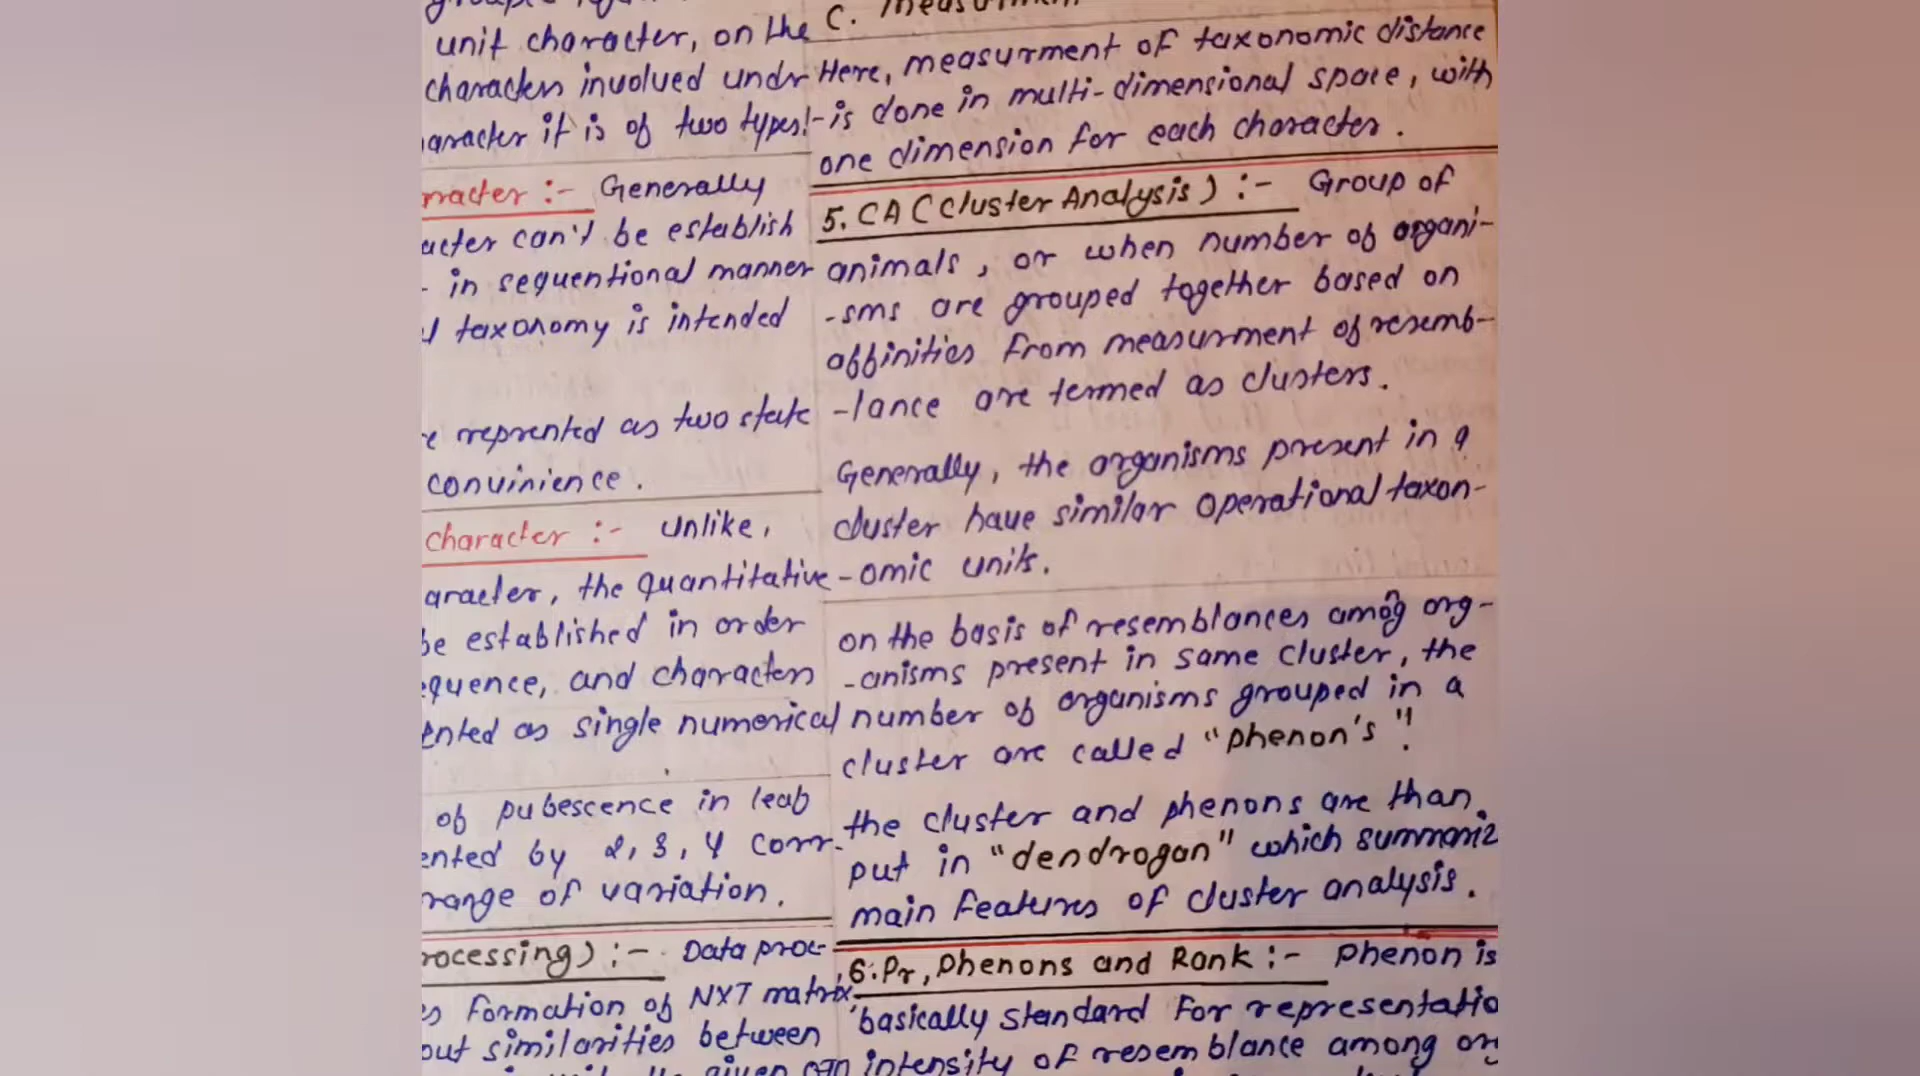 unit character, on the
characters involved undr
aracter it is of two types!-
racter :- Generally
acter can't be establish
- in sequentional manner
l taxonomy is intended
e reprented as two state
convinience.
character :- unlike,
aracter, the quantitative
be established in order
equence, and characters
ented as single numerical
of pubescence in leaf
ented by 2, 3, 4 corr-
range of variation.
rocessing) :- Data proc-
es formation of NXT matrix
out similarities between
given
C. measurment
Here, measurment of taxonomic distance
is done in multi-dimensional space, with
one dimension for each character.
5. CA (Cluster Analysis) :- Group of
animals, or when number of organi-
-sms are grouped together based on
affinities from measurment of resemb-
-lance are termed as clusters.
Generally, the organisms present in a
cluster have similar operational taxon-
-omic units.
on the basis of resemblances amog org-
-anisms present in same cluster, the
number of organisms grouped in a
cluster are called "phenon's".
the cluster and phenons are than
put in "dendrogan" which summariz
main features of cluster analysis.
6. Pr, Phenons and Rank :- Phenon is
basically standard for representatio
intensity of resemblance among or